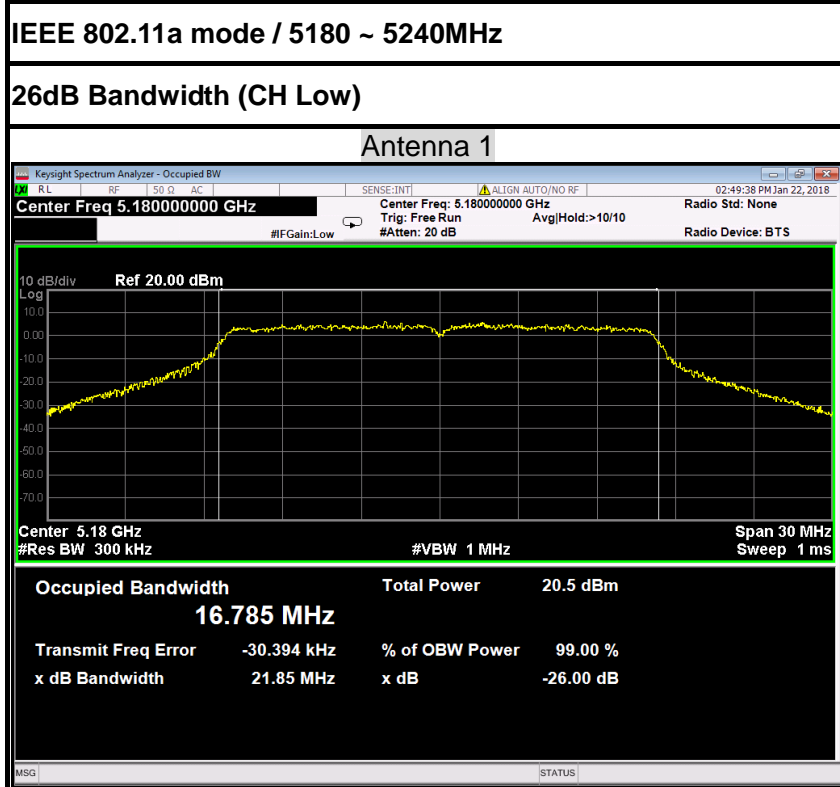 IEEE 802.11a mode / 5180 ~ 5240MHz
26dB Bandwidth (CH Low)
Antenna 1
Keysight Spectrum Analyzer - Occupied BW
LXI RL RF 50 Ω AC SENSE:INT ALIGN AUTO/NO RF 02:49:38 PM Jan 22, 2018
Center Freq 5.180000000 GHz Center Freq: 5.180000000 GHz Radio Std: None
Trig: Free Run Avg|Hold:>10/10
#IFGain:Low #Atten: 20 dB Radio Device: BTS
10 dB/div Ref 20.00 dBm
Log
10.0
0.00
-10.0
-20.0
-30.0
-40.0
-50.0
-60.0
-70.0
Center 5.18 GHz Span 30 MHz
#Res BW 300 kHz #VBW 1 MHz Sweep 1 ms
Occupied Bandwidth Total Power 20.5 dBm
16.785 MHz
Transmit Freq Error -30.394 kHz % of OBW Power 99.00 %
x dB Bandwidth 21.85 MHz x dB -26.00 dB
MSG STATUS